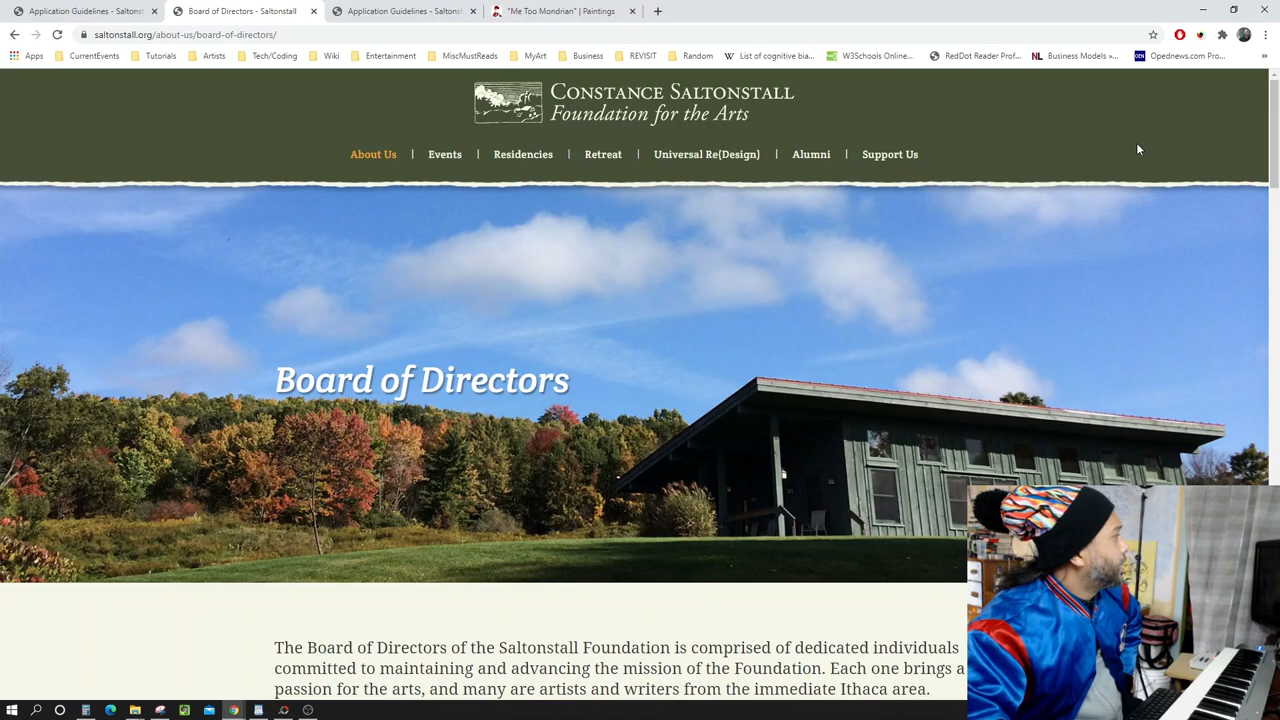 Application Guidelines - Saltonst
Board of Directors - Saltonstall
Application Guidelines - Saltonst
"Me Too Mondrian" | Paintings
saltonstall.org/about-us/board-of-directors/
Apps
CurrentEvents
Tutorials
Artists
Tech/Coding
Wiki
Entertainment
MiscMustReads
MyArt
Business
REVISIT
Random
List of cognitive bia...
W3Schools Online...
RedDot Reader Prof...
Business Models »...
Opednews.com Pro...
CONSTANCE SALTONSTALL
Foundation for the Arts
About Us | Events | Residencies | Retreat | Universal Re{Design} | Alumni | Support Us
Board of Directors
The Board of Directors of the Saltonstall Foundation is comprised of dedicated individuals
committed to maintaining and advancing the mission of the Foundation. Each one brings a
passion for the arts, and many are artists and writers from the immediate Ithaca area.